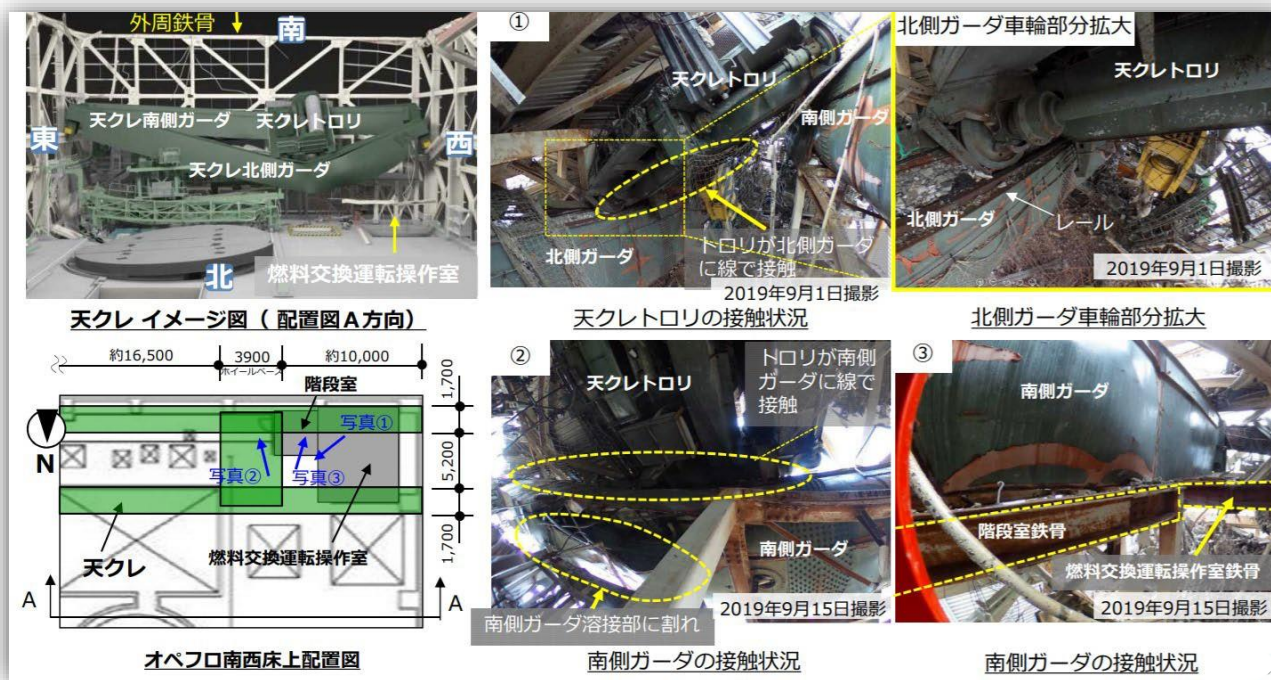 外周鉄骨
南
天クレ南側ガーダ
天クレトロリ
東
西
天クレ北側ガーダ
北
燃料交換運転操作室
天クレ イメージ図（ 配置図A方向）
①
天クレトロリ
南側ガーダ
北側ガーダ
トロリが北側ガーダ
に線で接触
2019年9月1日撮影
天クレトロリの接触状況
北側ガーダ車輪部分拡大
天クレトロリ
北側ガーダ
レール
2019年9月1日撮影
北側ガーダ車輪部分拡大
約16,500
3900
約10,000
ホイールベース
階段室
1,700
写真①
N
写真②
写真③
5,200
天クレ
燃料交換運転操作室
1,700
A
A
オペフロ南西床上配置図
②
天クレトロリ
トロリが南側
ガーダに線で
接触
南側ガーダ
2019年9月15日撮影
南側ガーダ溶接部に割れ
南側ガーダの接触状況
③
南側ガーダ
階段室鉄骨
燃料交換運転操作室鉄骨
2019年9月15日撮影
南側ガーダの接触状況